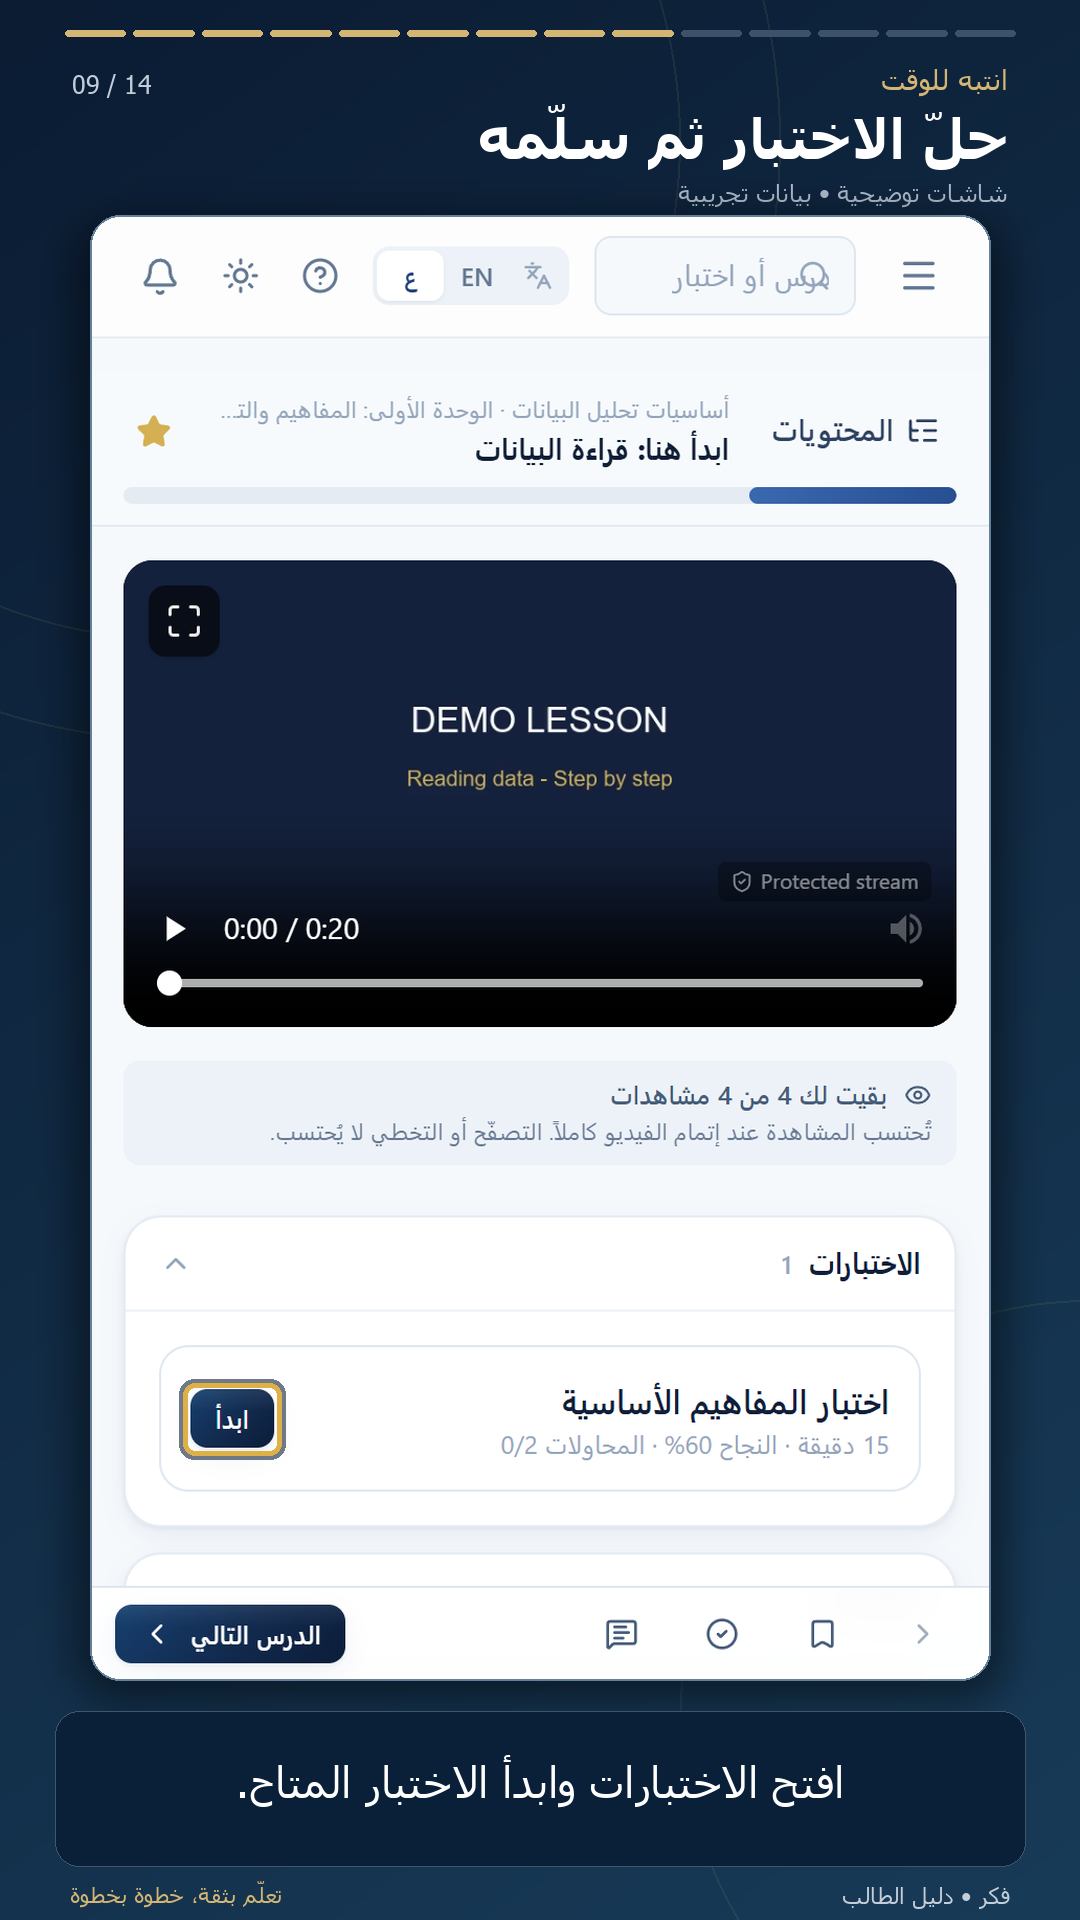 09 / 14
انتبه للوقت
حلّ الاختبار ثم سلّمه
شاشات توضيحية • بيانات تجريبية
أو اختبار
EN
ع
المحتويات
أساسيات تحليل البيانات · الوحدة الأولى: المفاهيم والتـ...
ابدأ هنا: قراءة البيانات
DEMO LESSON
Reading data - Step by step
Protected stream
0:00 / 0:20
بقيت لك 4 من 4 مشاهدات
تُحتسب المشاهدة عند إتمام الفيديو كاملاً. التصفّح أو التخطي لا يُحتسب.
الاختبارات 1
اختبار المفاهيم الأساسية
15 دقيقة · النجاح 60% · المحاولات 0/2
ابدأ
الدرس التالي
افتح الاختبارات وابدأ الاختبار المتاح.
فكر • دليل الطالب
تعلّم بثقة، خطوة بخطوة